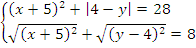 (x + 5)² + |4 − y| = 28
√(x + 5)² + √(y − 4)² = 8